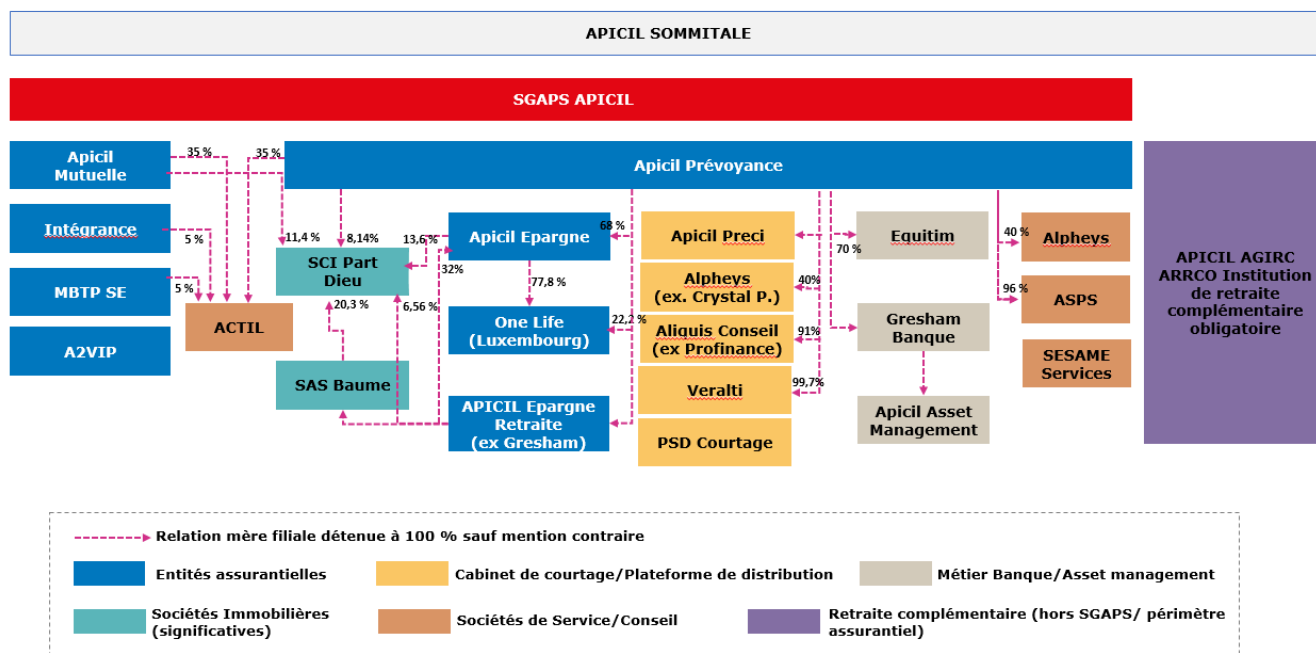 APICIL SOMMITALE
SGAPS APICIL
Apicil
Mutuelle
35 %
35 %
Apicil Prévoyance
APICIL AGIRC
ARRCO Institution
de retraite
complémentaire
obligatoire
Intégrance
5 %
11,4 %
8,14%
13,6 %
Apicil Epargne
68 %
32%
Apicil Preci
70 %
Equitim
40 %
Alpheys
SCI Part
Dieu
MBTP SE
5 %
20,3 %
6,56 %
77,8 %
Alpheys
(ex. Crystal P.)
40%
96 %
ASPS
ACTIL
One Life
(Luxembourg)
22,2 %
Aliquis Conseil
(ex Profinance)
91%
Gresham
Banque
A2VIP
SESAME
Services
SAS Baume
Veralti
99,7%
APICIL Epargne
Retraite
(ex Gresham)
Apicil Asset
Management
PSD Courtage
Relation mère filiale détenue à 100 % sauf mention contraire
Entités assurantielles
Cabinet de courtage/Plateforme de distribution
Métier Banque/Asset management
Sociétés Immobilières
(significatives)
Sociétés de Service/Conseil
Retraite complémentaire (hors SGAPS/ périmètre
assurantiel)